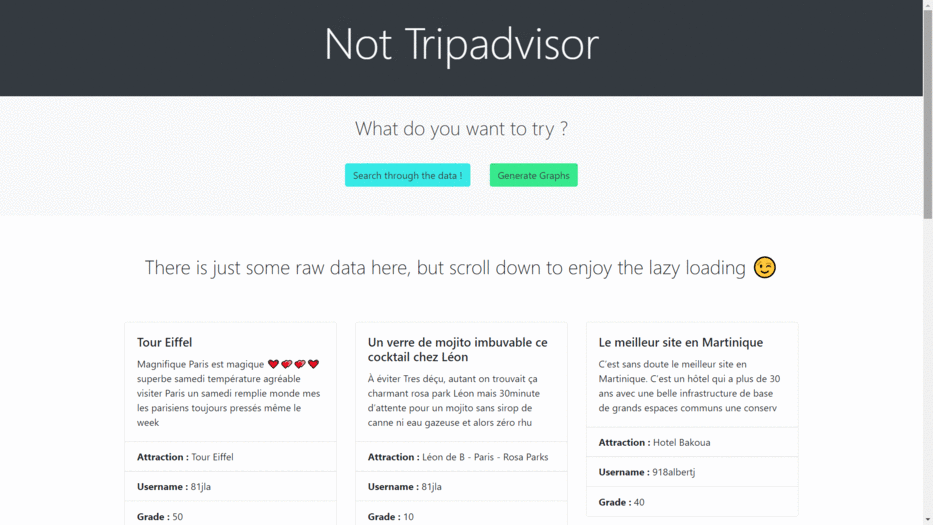 Not Tripadvisor
What do you want to try ?
Search through the data !
Generate Graphs
There is just some raw data here, but scroll down to enjoy the lazy loading 😉
Tour Eiffel
Magnifique Paris est magique ❤️💕💕❤️
superbe samedi température agréable
visiter Paris un samedi remplie monde mes
les parisiens toujours pressés même le
week
Attraction : Tour Eiffel
Username : 81jla
Grade : 50
Un verre de mojito imbuvable ce
cocktail chez Léon
À éviter Tres déçu, autant on trouvait ça
charmant rosa park Léon mais 30minute
d'attente pour un mojito sans sirop de
canne ni eau gazeuse et alors zéro rhu
Attraction : Léon de B - Paris - Rosa Parks
Username : 81jla
Grade : 10
Le meilleur site en Martinique
C'est sans doute le meilleur site en
Martinique. C'est un hôtel qui a plus de 30
ans avec une belle infrastructure de base
de grands espaces communs une conserv
Attraction : Hotel Bakoua
Username : 918albertj
Grade : 40